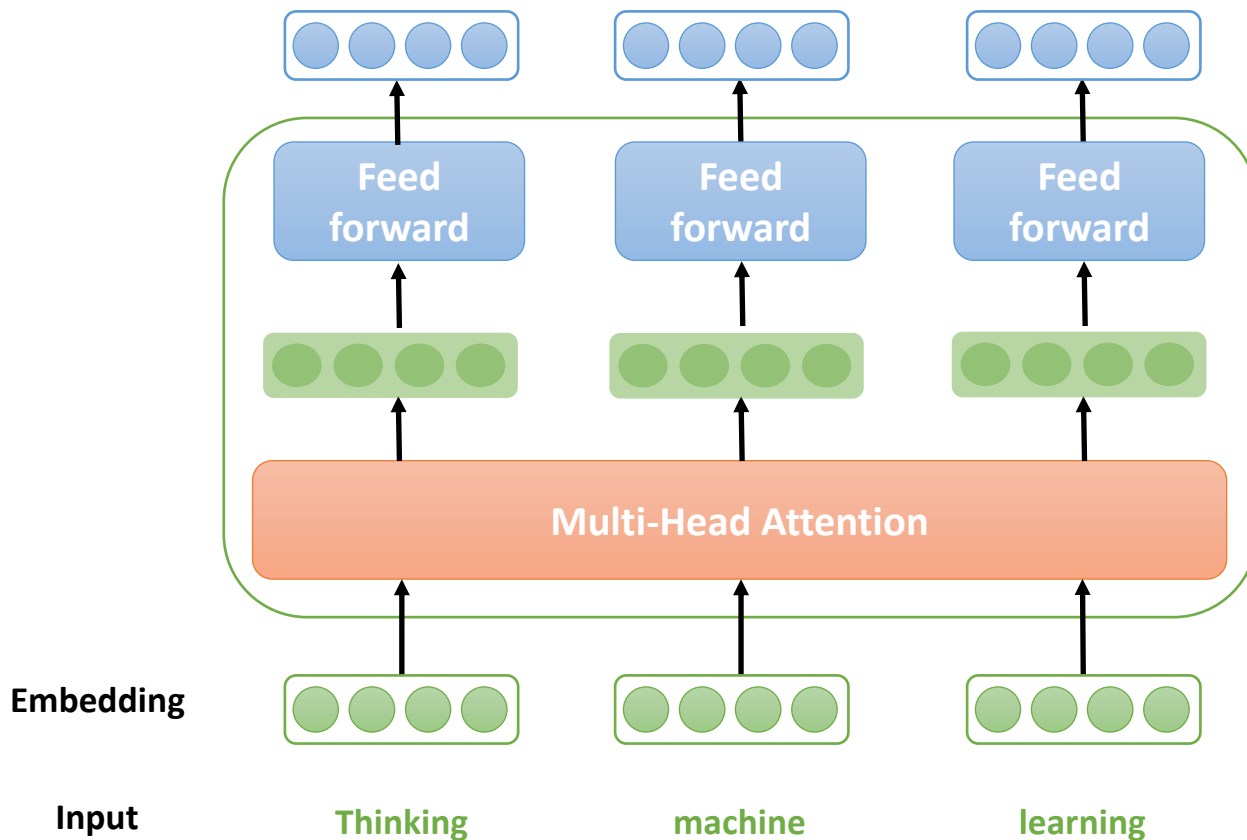 Feed
forward
Feed
forward
Feed
forward
Multi-Head Attention
Embedding
Input Thinking machine learning